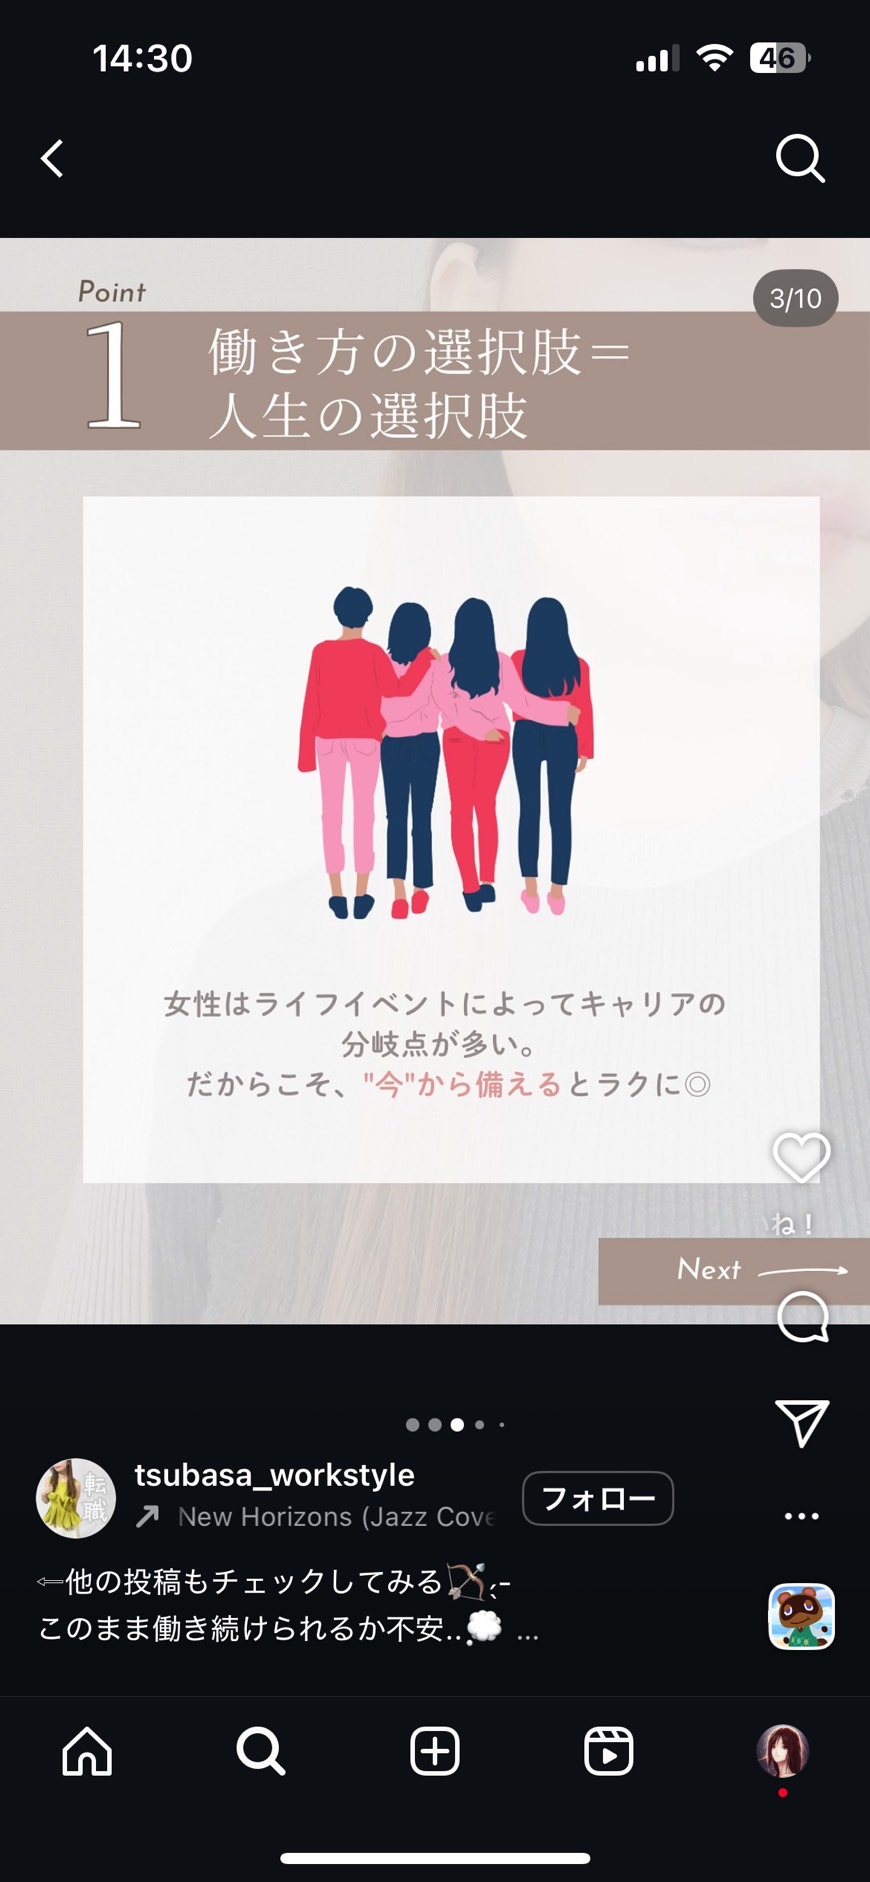 14:30
46
Point
3/10
1
働き方の選択肢＝
人生の選択肢
女性はライフイベントによってキャリアの
分岐点が多い。
だからこそ、"今"から備えるとラクに◎
ね！
Next
tsubasa_workstyle
転職
New Horizons (Jazz Cove
フォロー
⇦他の投稿もチェックしてみる🏹 ˎˊ˗
このまま働き続けられるか不安..💭 ...